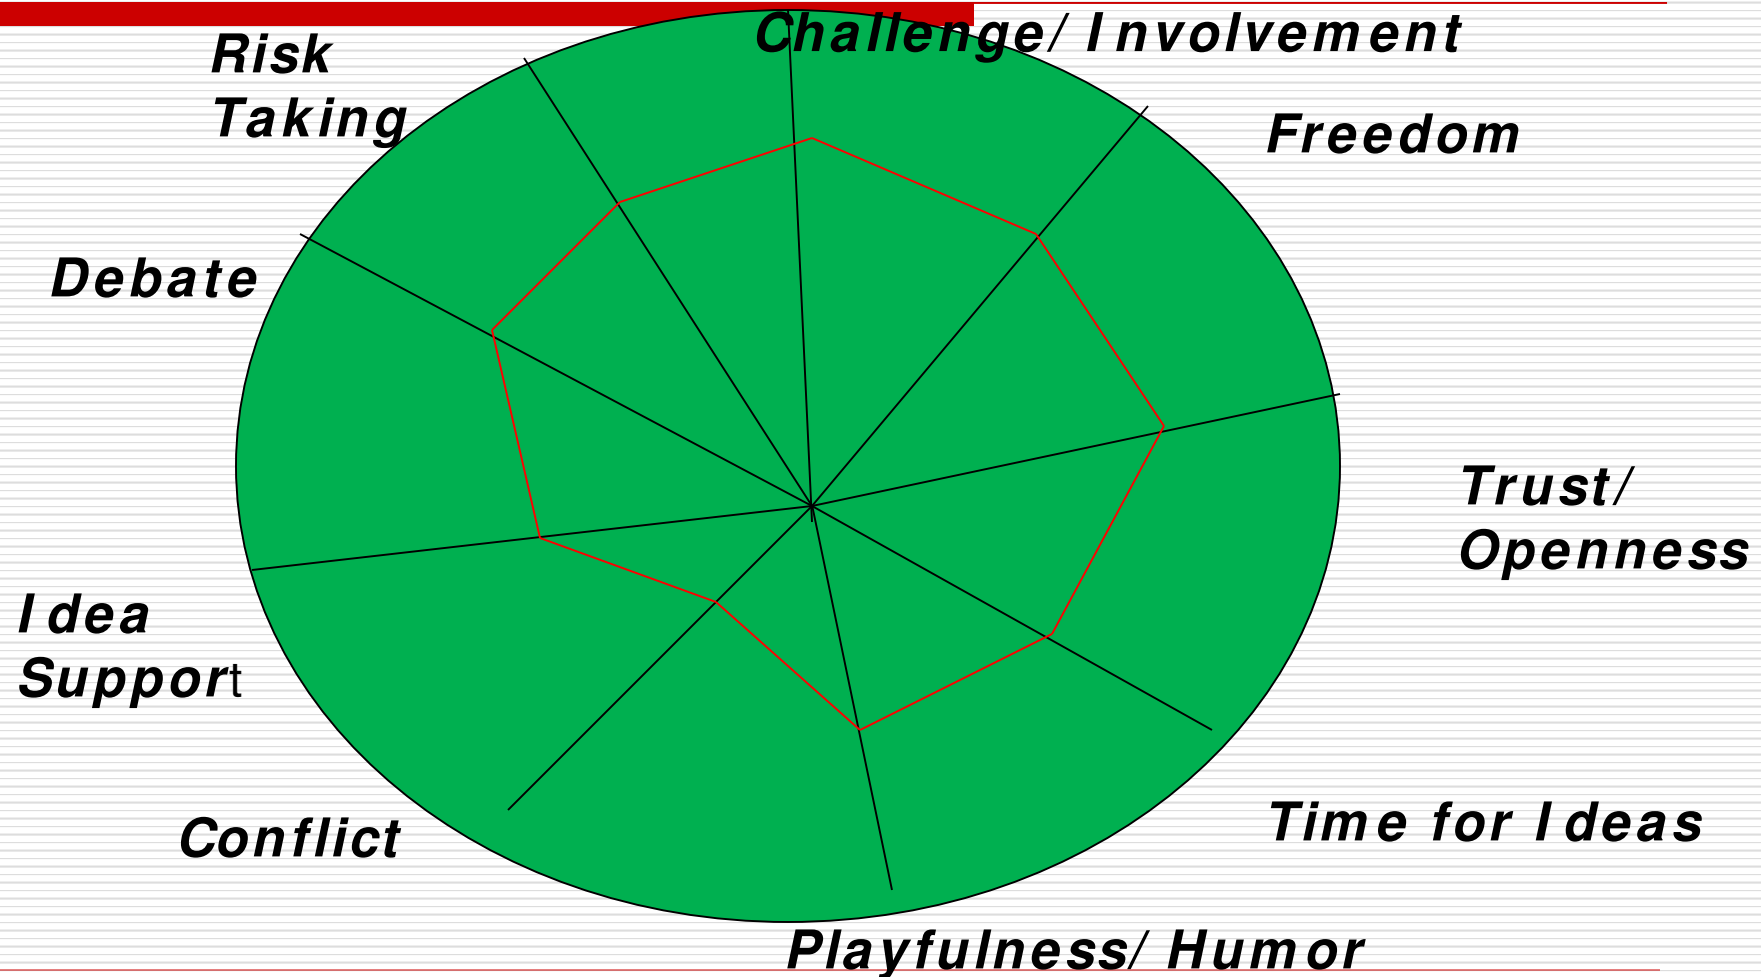 Challenge/ Involvement
Risk
Taking
Freedom
Debate
Trust/
Openness
Idea
Support
Conflict
Time for Ideas
Playfulness/ Humor